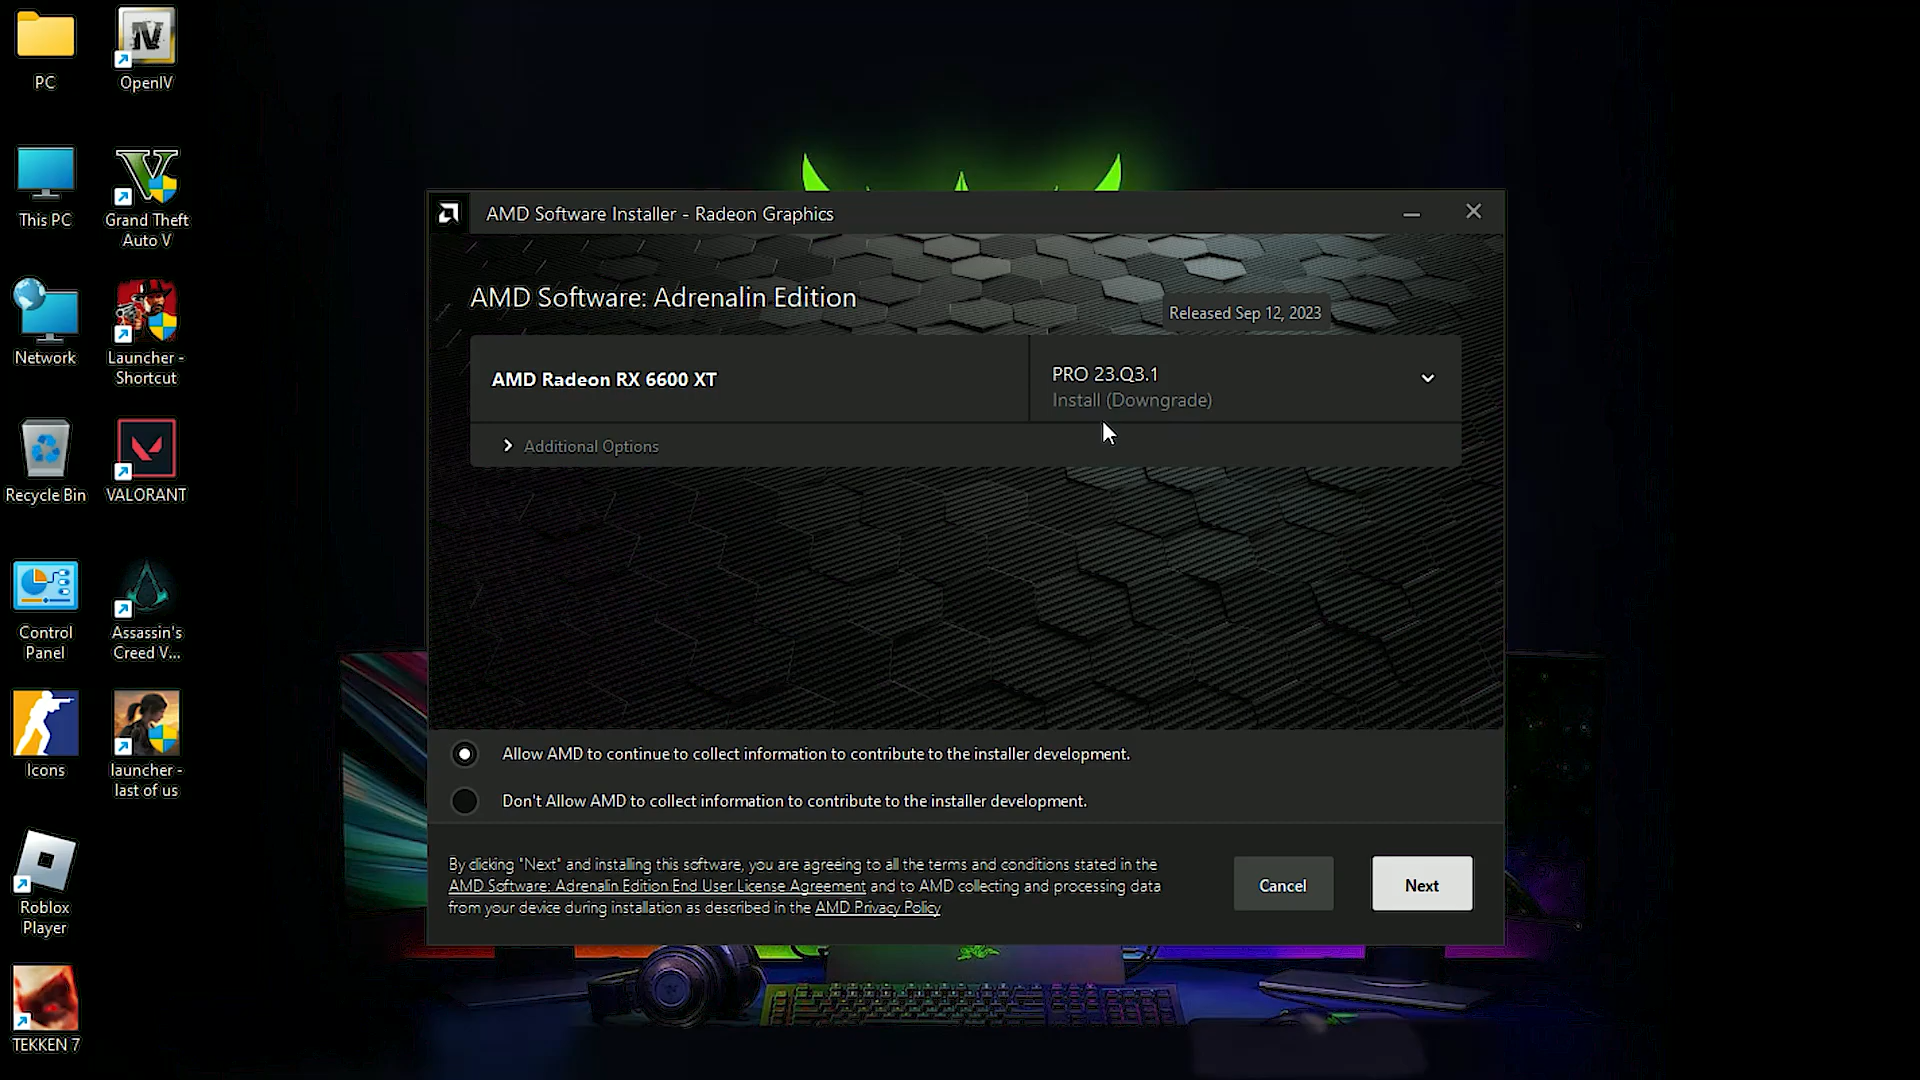 PC
OpenIV
This PC
Grand Theft
Auto V
Network
Launcher -
Shortcut
Recycle Bin
VALORANT
Control
Panel
Assassin's
Creed V...
Icons
launcher -
last of us
Roblox
Player
TEKKEN 7
AMD Software Installer - Radeon Graphics
AMD Software: Adrenalin Edition
Released Sep 12, 2023
AMD Radeon RX 6600 XT
PRO 23.Q3.1
Install (Downgrade)
Additional Options
Allow AMD to continue to collect information to contribute to the installer development.
Don't Allow AMD to collect information to contribute to the installer development.
By clicking "Next" and installing this software, you are agreeing to all the terms and conditions stated in the
AMD Software: Adrenalin Edition End User License Agreement and to AMD collecting and processing data
from your device during installation as described in the AMD Privacy Policy
Cancel
Next